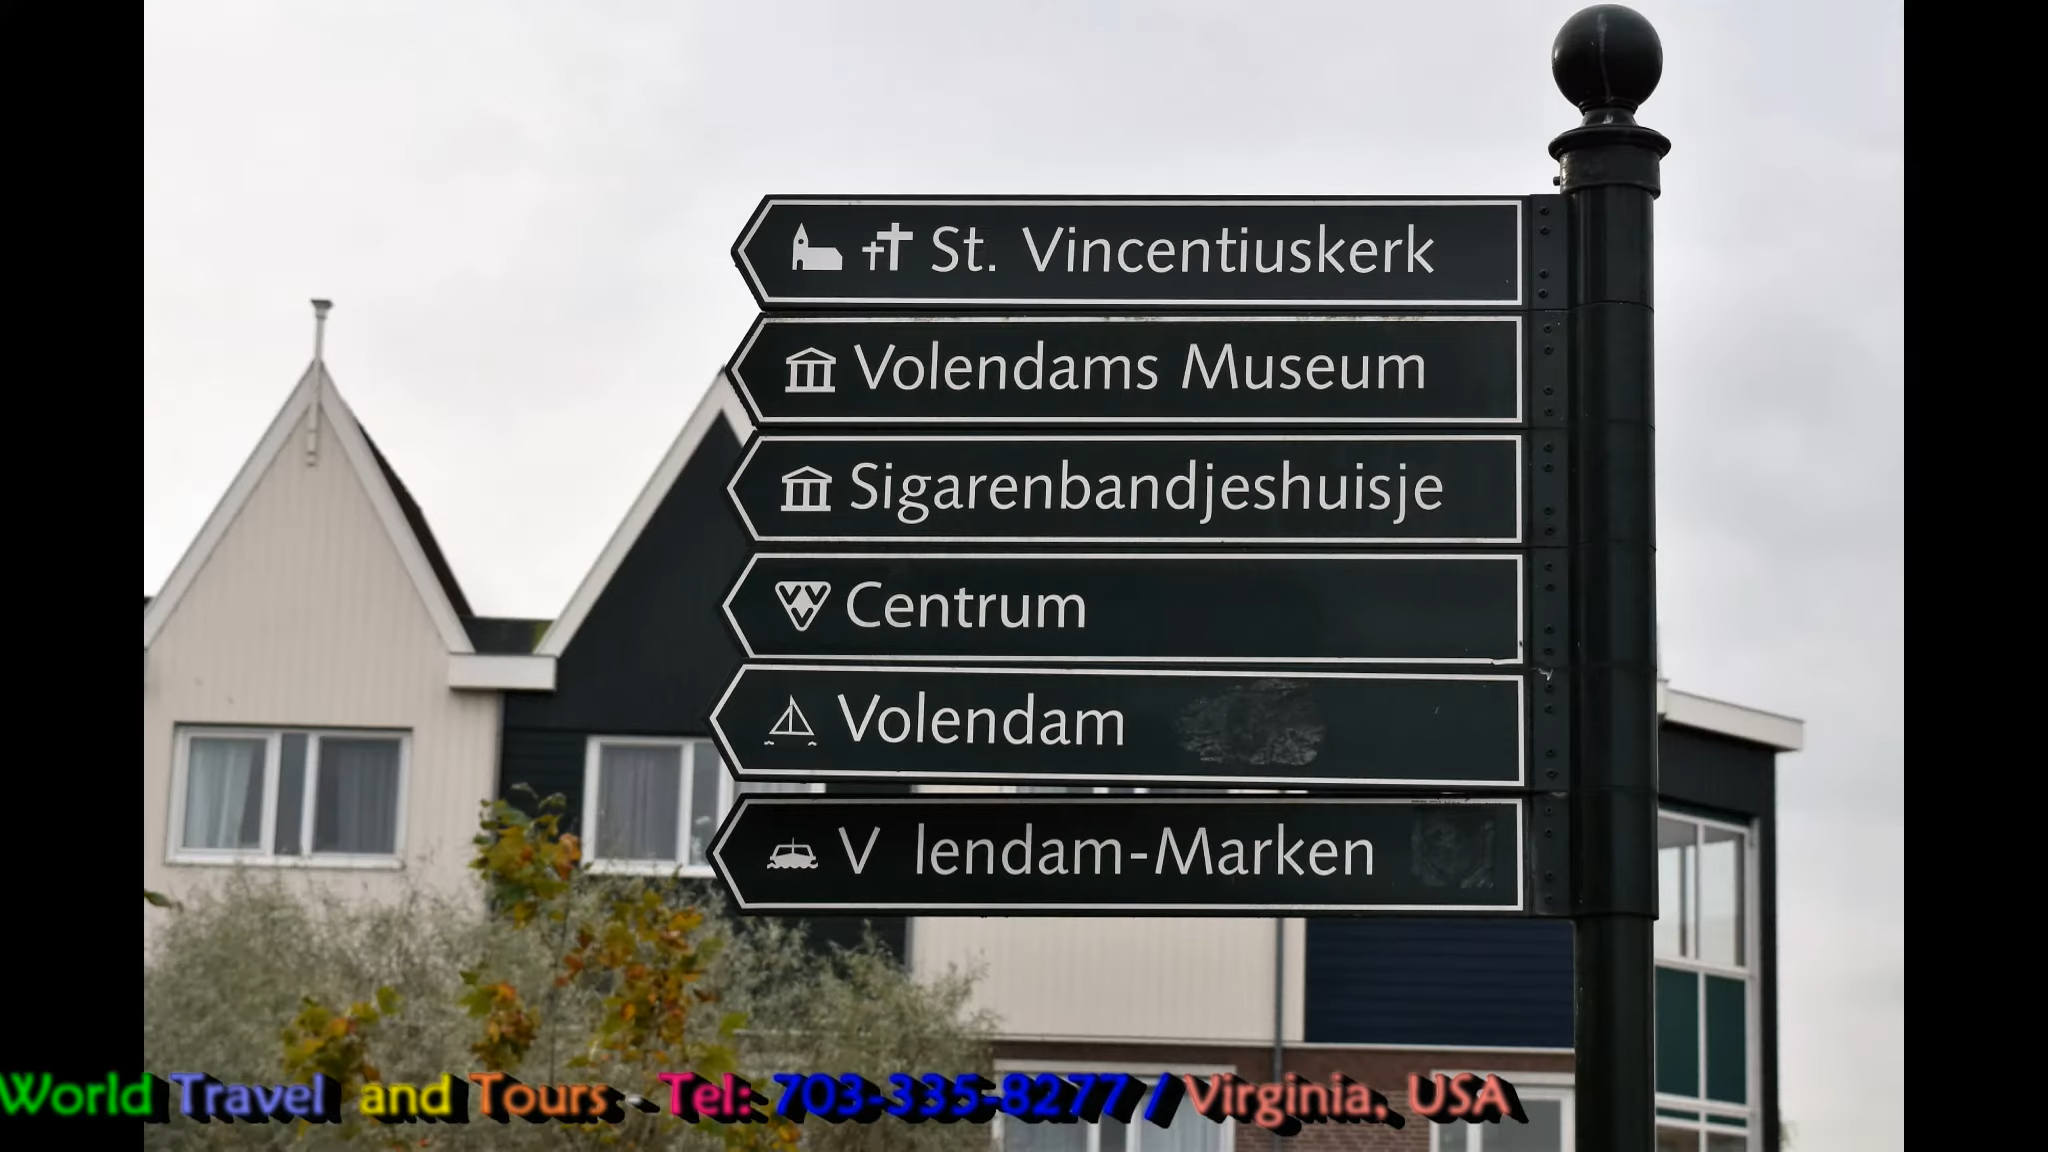 St. Vincentiuskerk
Volendams Museum
Sigarenbandjeshuisje
VVV Centrum
Volendam
V lendam-Marken
World Travel and Tours - Tel: 703-335-8277 / Virginia, USA